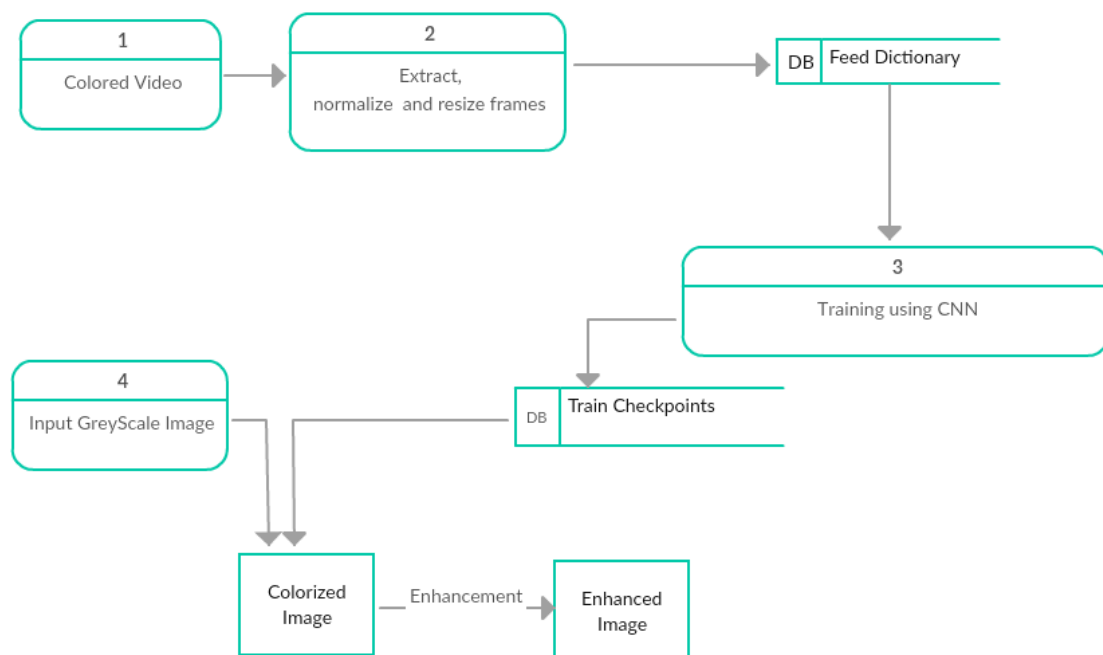 1
Colored Video
2
Extract,
normalize and resize frames
DB
Feed Dictionary
3
Training using CNN
DB
Train Checkpoints
4
Input GreyScale Image
Colorized
Image
Enhancement
Enhanced
Image